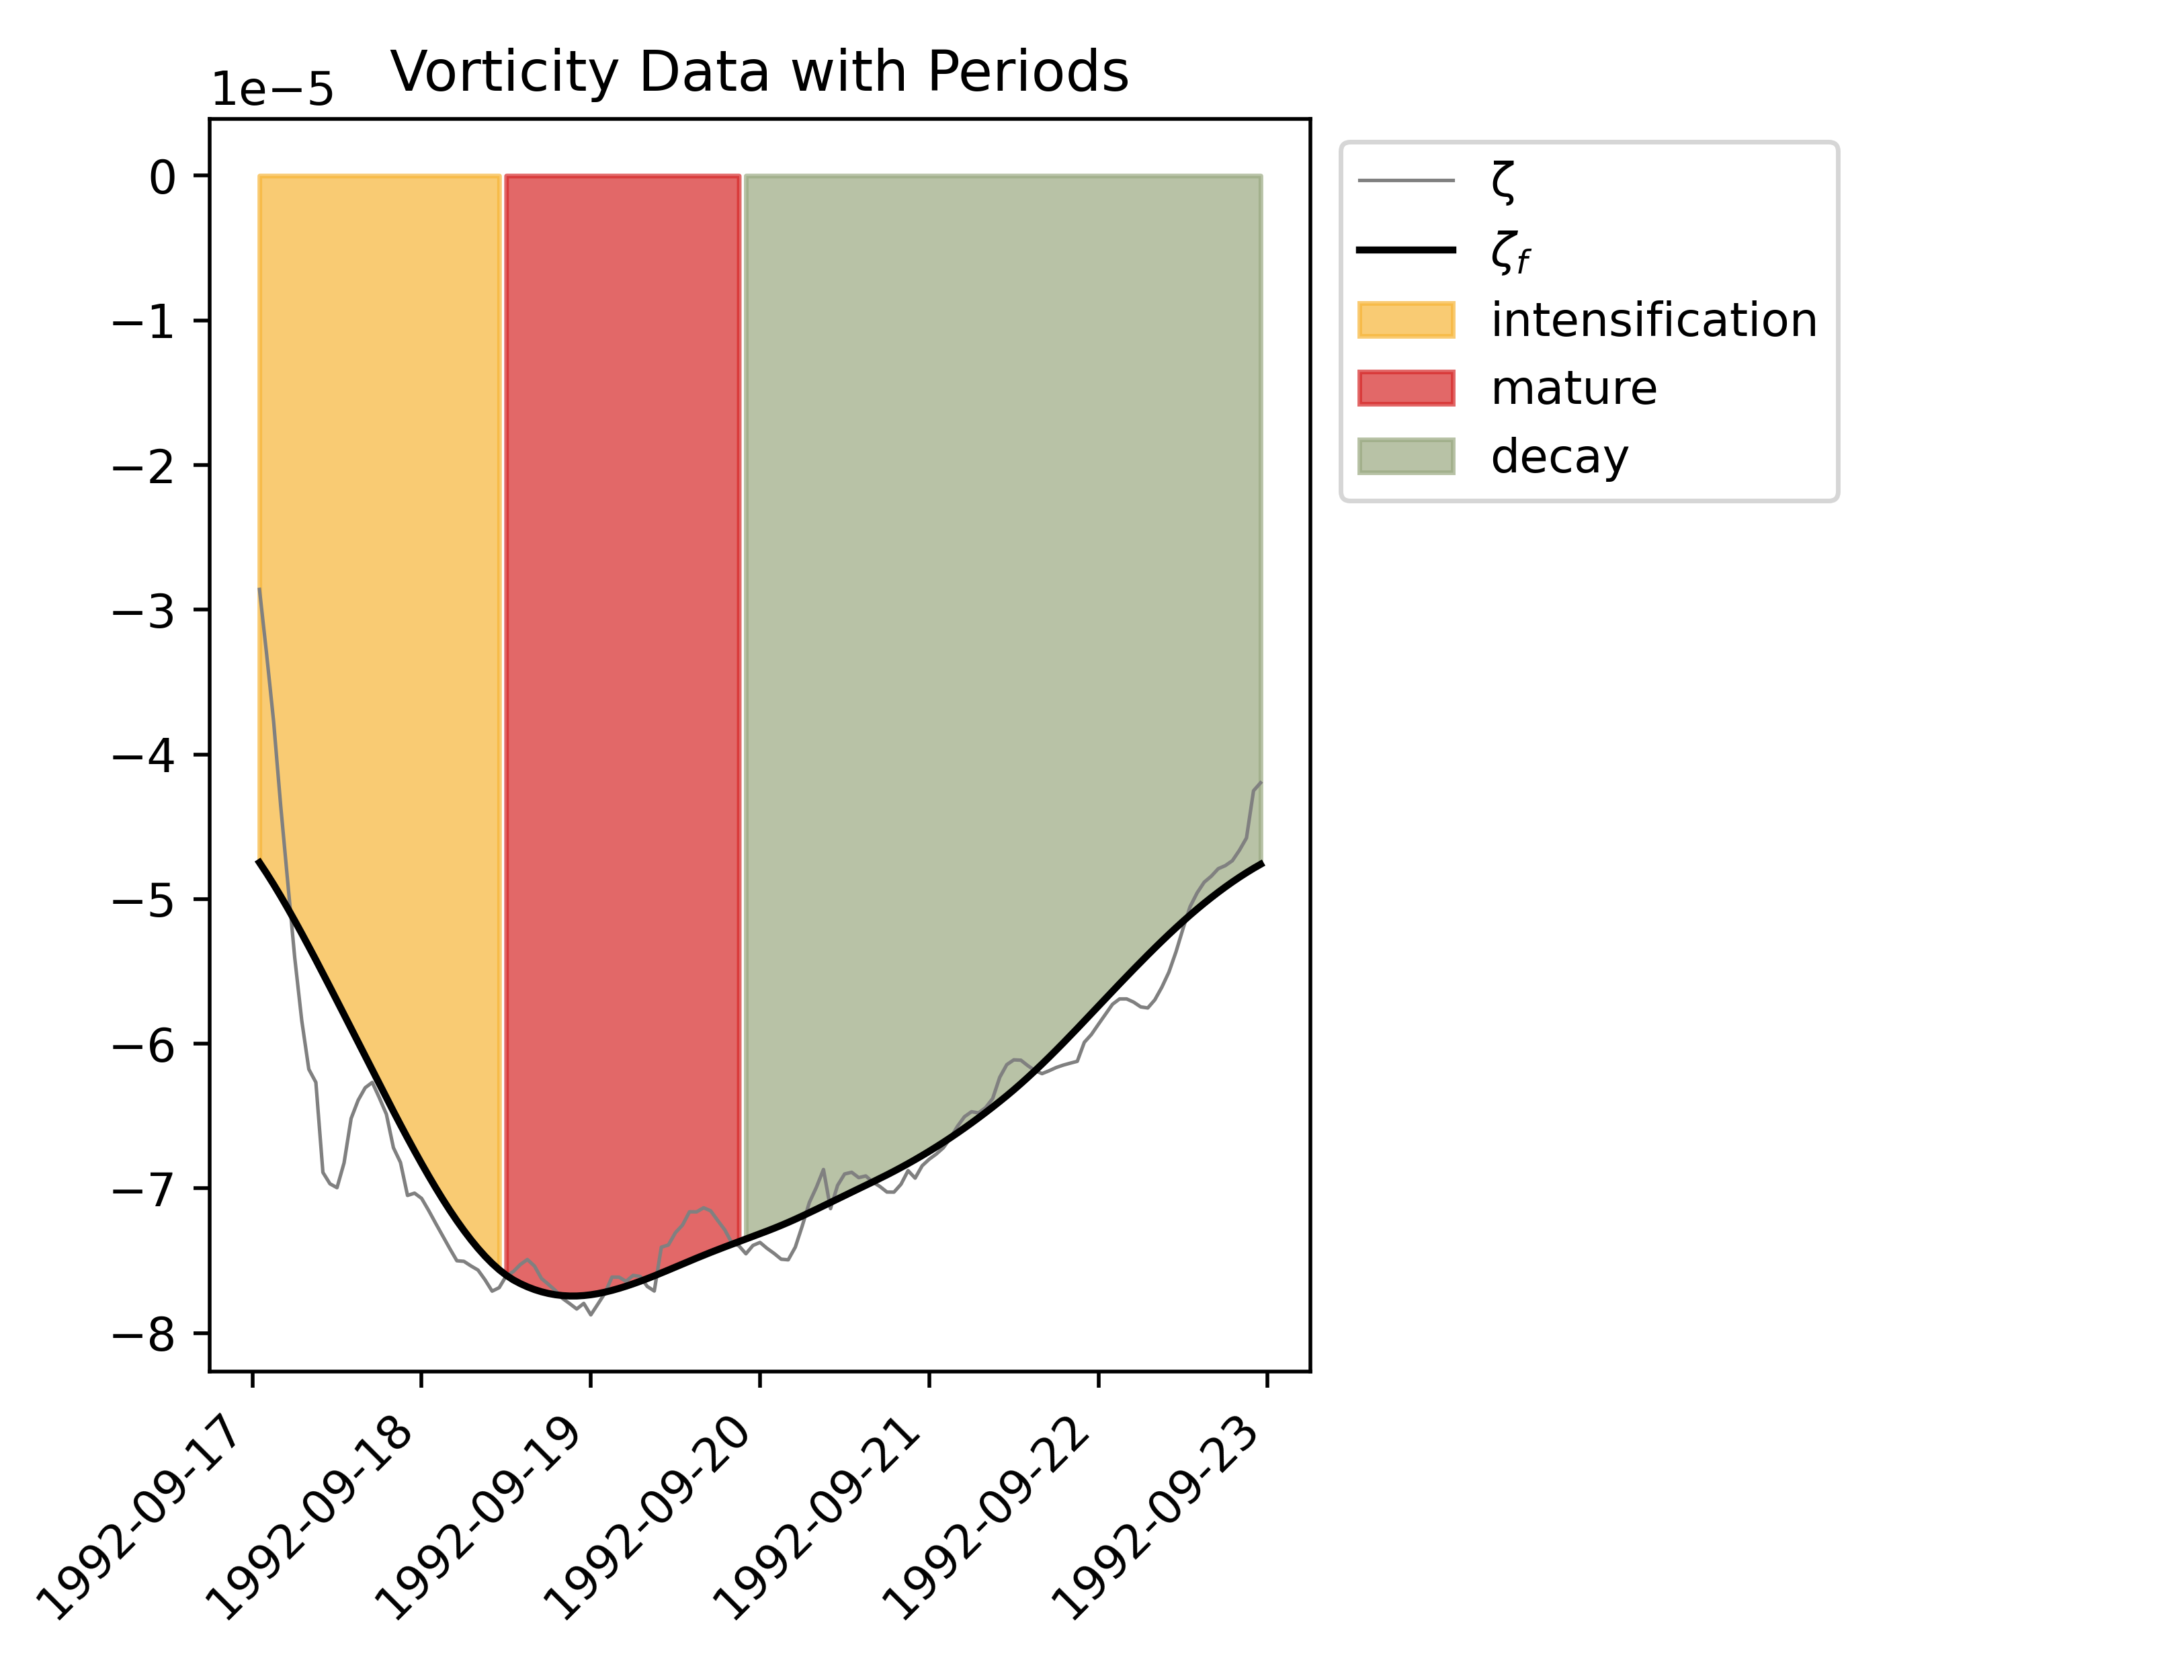 Vorticity Data with Periods
1e−5
0
−1
−2
−3
−4
−5
−6
−7
−8
1992-09-17
1992-09-18
1992-09-19
1992-09-20
1992-09-21
1992-09-22
1992-09-23
ζ
ζf
intensification
mature
decay